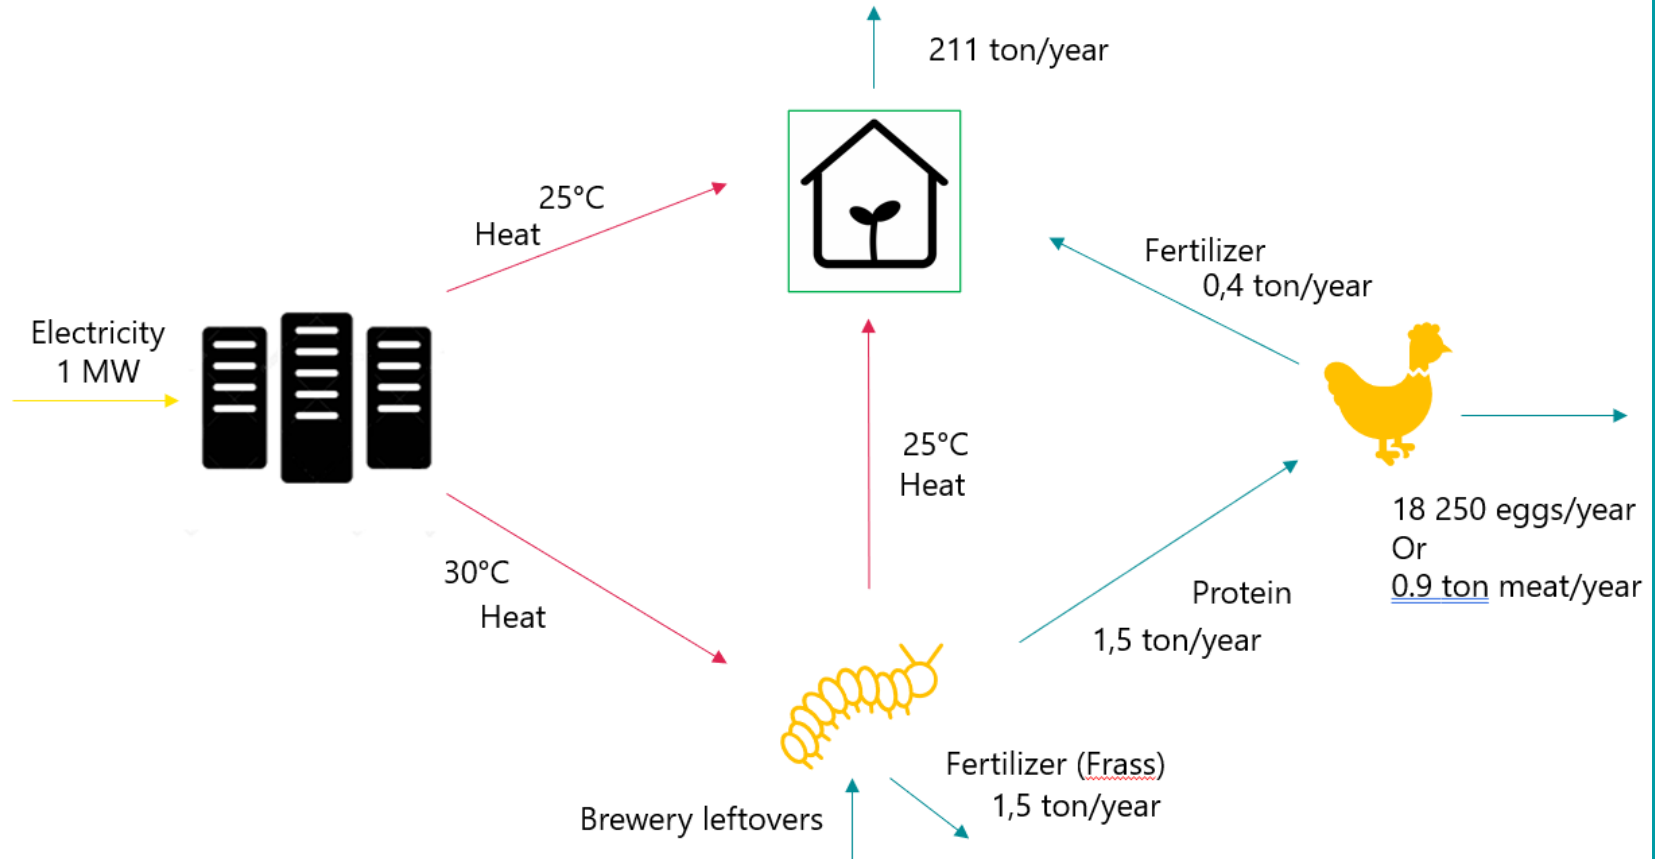 211 ton/year
25°C
Heat
Fertilizer
0,4 ton/year
Electricity
1 MW
25°C
Heat
18 250 eggs/year
Or
0.9 ton meat/year
30°C
Heat
Protein
1,5 ton/year
Fertilizer (Frass)
1,5 ton/year
Brewery leftovers